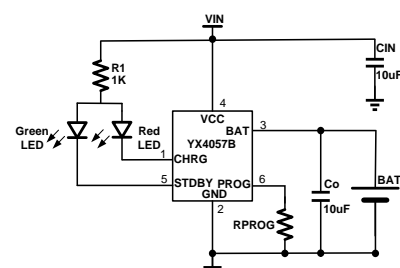 VIN
R1
1K
CIN
10uF
4
VCC
Green
LED
Red
LED
BAT
3
YX4057B
1
CHRG
5
STDBY
PROG
6
GND
2
RPROG
Co
10uF
BAT